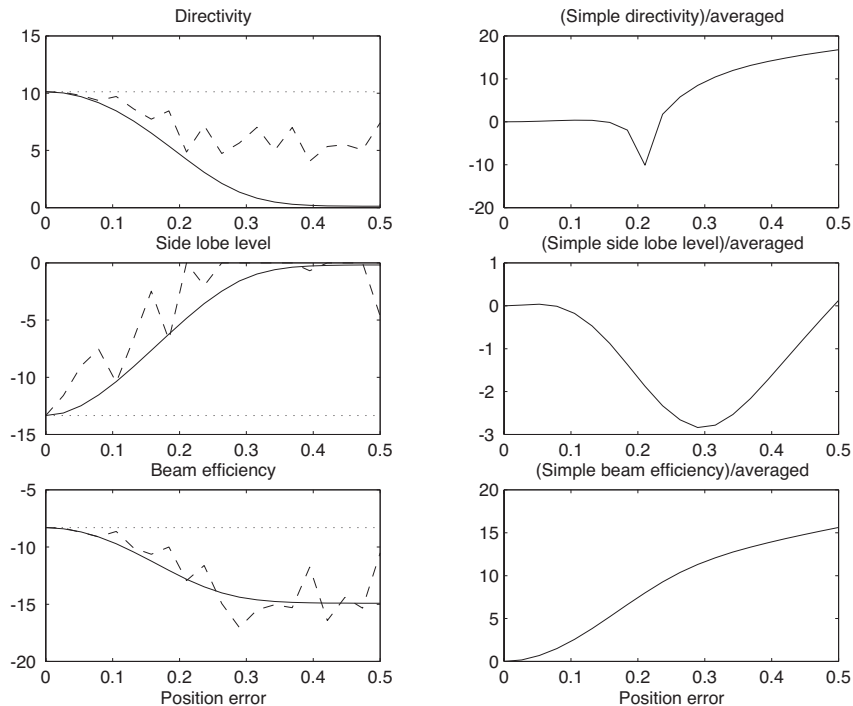 Directivity
15
10
5
0
0 0.1 0.2 0.3 0.4 0.5
(Simple directivity)/averaged
20
10
0
-10
-20
0 0.1 0.2 0.3 0.4 0.5
Side lobe level
0
-5
-10
-15
0 0.1 0.2 0.3 0.4 0.5
(Simple side lobe level)/averaged
1
0
-1
-2
-3
0 0.1 0.2 0.3 0.4 0.5
Beam efficiency
-5
-10
-15
-20
0 0.1 0.2 0.3 0.4 0.5
Position error
(Simple beam efficiency)/averaged
20
15
10
5
0
0 0.1 0.2 0.3 0.4 0.5
Position error